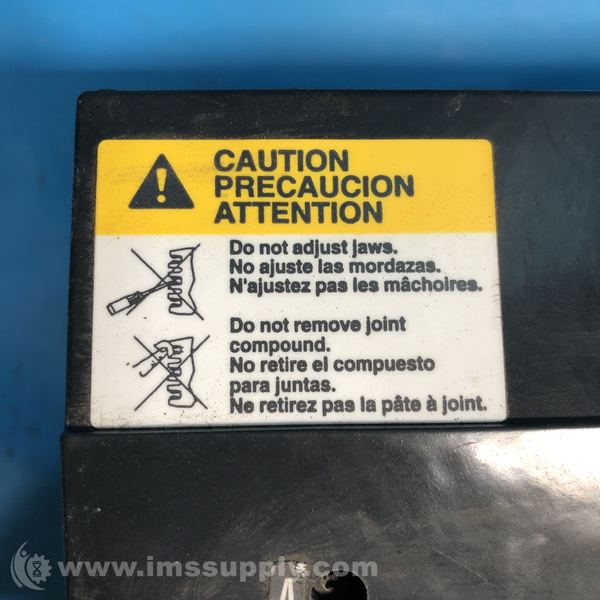 CAUTION
PRECAUCION
ATTENTION
Do not adjust jaws.
No ajuste las mordazas.
N'ajustez pas les mâchoires.
Do not remove joint
compound.
No retire el compuesto
para juntas.
Ne retirez pas la pâte à joint.
www.imssupply.com
A